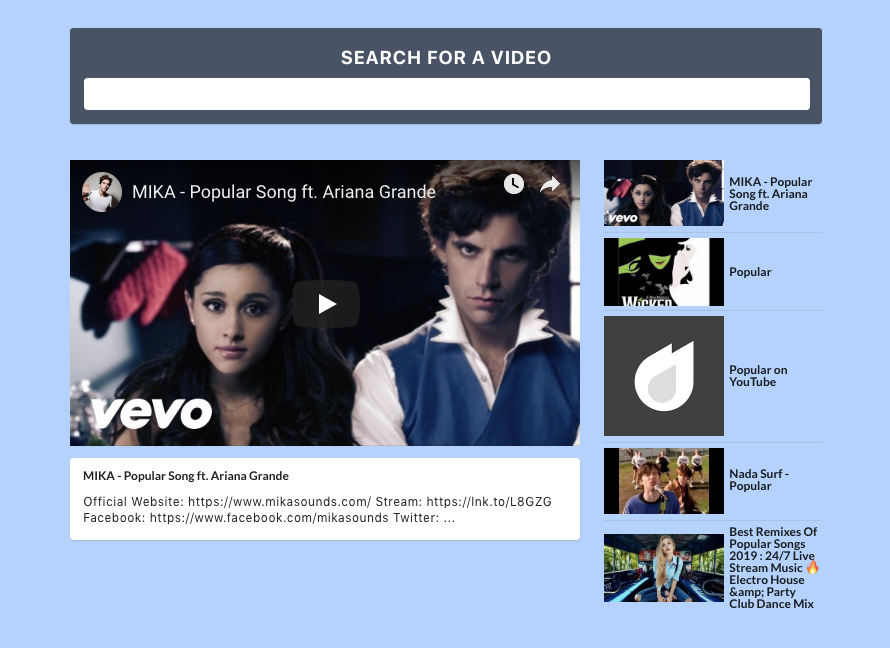 SEARCH FOR A VIDEO
MIKA - Popular Song ft. Ariana Grande
vevo
MIKA - Popular Song ft. Ariana Grande
Official Website: https://www.mikasounds.com/ Stream: https://lnk.to/L8GZG
Facebook: https://www.facebook.com/mikasounds Twitter: ...
vevo
MIKA - Popular
Song ft. Ariana
Grande
WICKED
Popular
Popular on
YouTube
Nada Surf -
Popular
Best Remixes Of
Popular Songs
2019 : 24/7 Live
Stream Music 🔥
Electro House
&amp; Party
Club Dance Mix